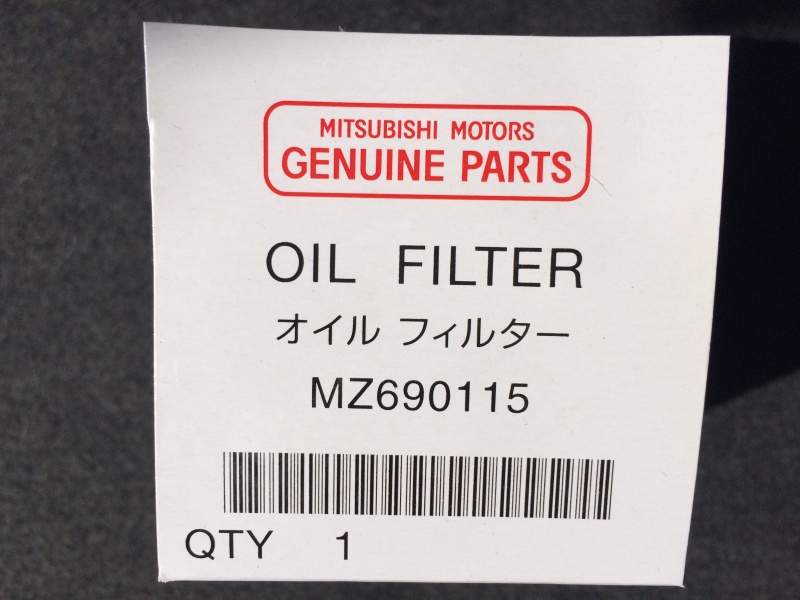 MITSUBISHI MOTORS
GENUINE PARTS
OIL FILTER
オイル フィルター
MZ690115
QTY 1